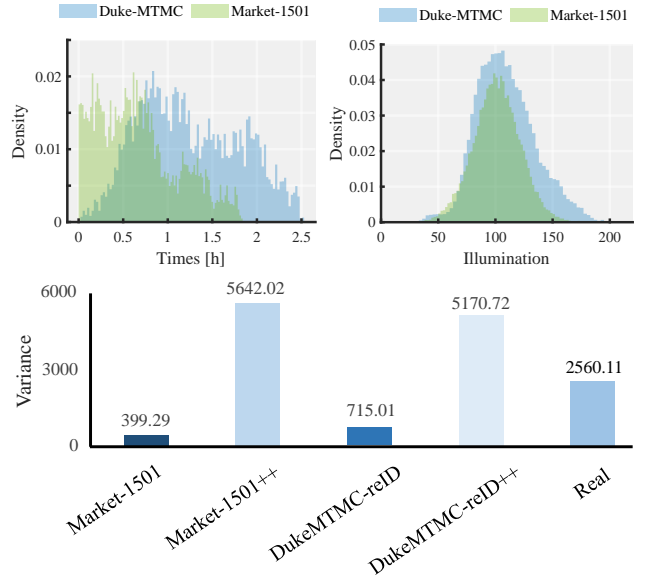 Duke-MTMC Market-1501
Density
0.02
0.01
0
0 0.5 1 1.5 2 2.5
Times [h]
Duke-MTMC Market-1501
Density
0.05
0.04
0.03
0.02
0.01
0
0 50 100 150 200
Illumination
Variance
6000
3000
0
399.29
5642.02
715.01
5170.72
2560.11
Market-1501
Market-1501++
DukeMTMC-reID
DukeMTMC-reID++
Real